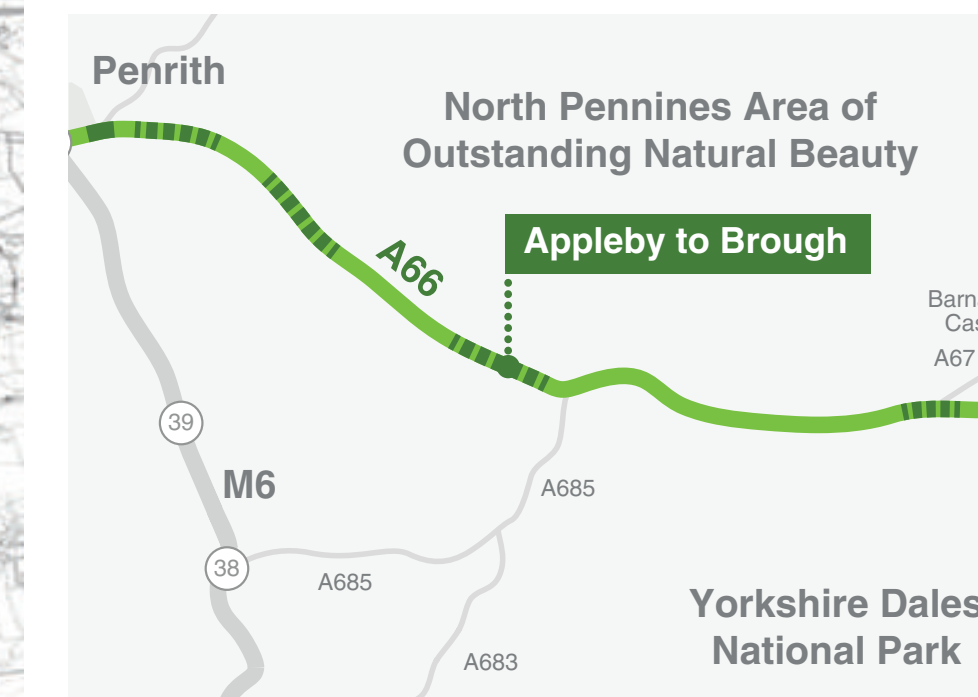 Penrith
North Pennines Area of
Outstanding Natural Beauty
Appleby to Brough
A66
A67
39
M6
A685
38
A685
Yorkshire Dales
National Park
A683